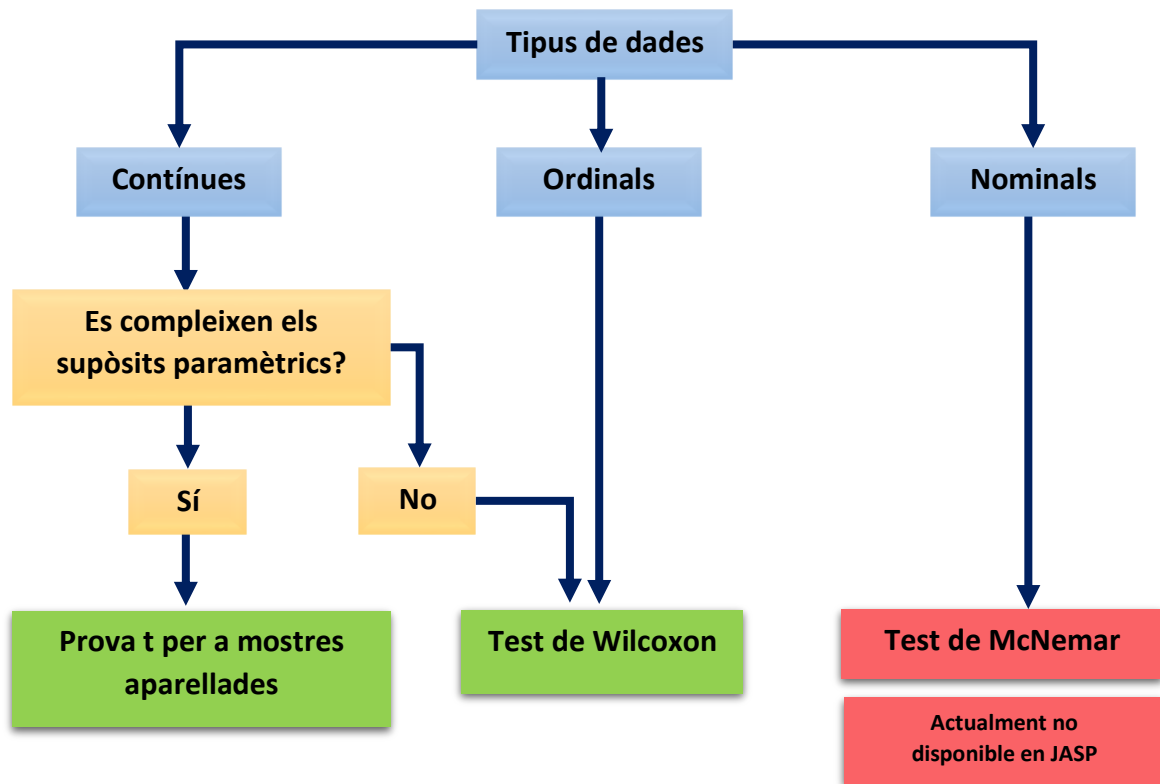 Tipus de dades
Contínues
Ordinals
Nominals
Es compleixen els
supòsits paramètrics?
Sí
No
Prova t per a mostres
aparellades
Test de Wilcoxon
Test de McNemar
Actualment no
disponible en JASP